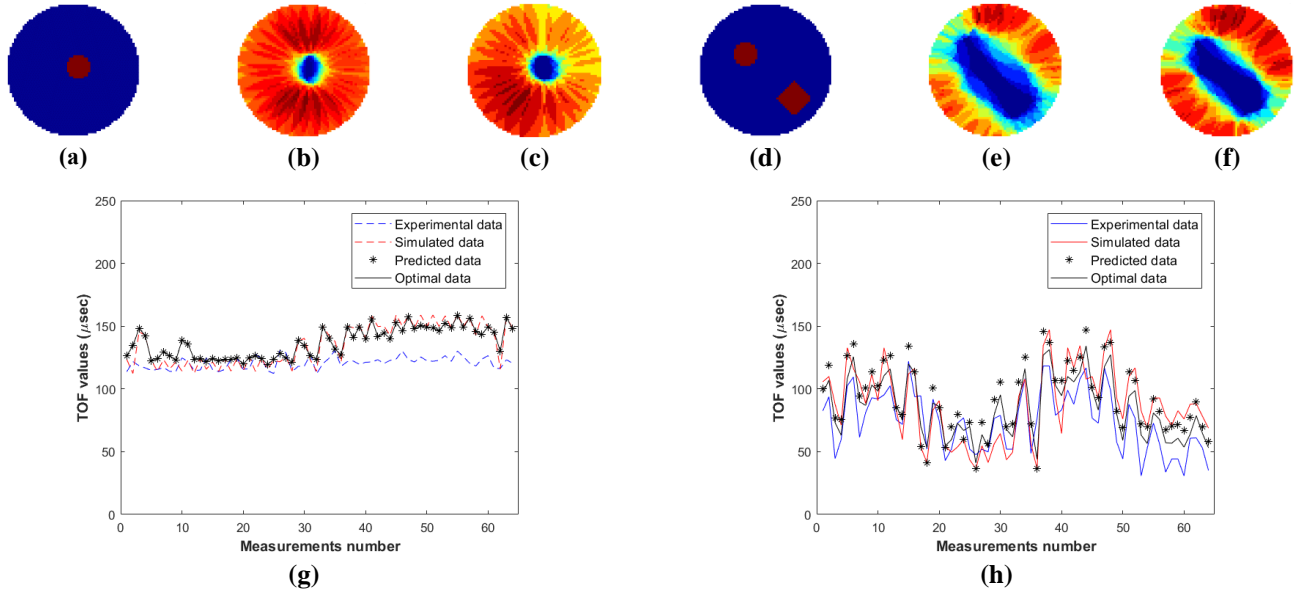 (a)
(b)
(c)
(d)
(e)
(f)
250
200
150
100
50
0
0
10
20
30
40
50
60
TOF values (μsec)
Measurements number
Experimental data
Simulated data
Predicted data
Optimal data
(g)
250
200
150
100
50
0
0
10
20
30
40
50
60
TOF values (μsec)
Measurements number
Experimental data
Simulated data
Predicted data
Optimal data
(h)